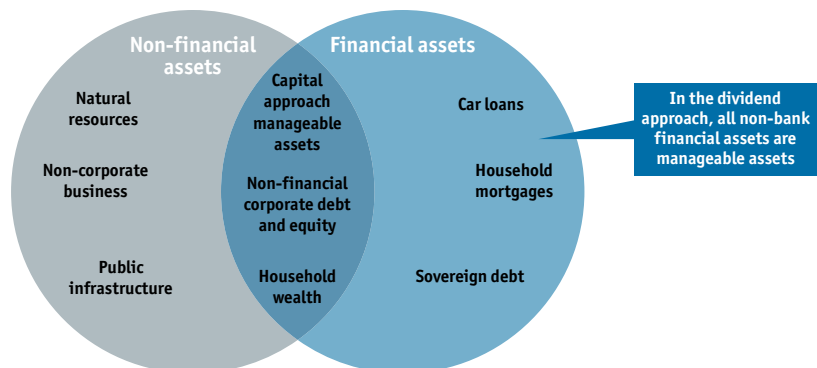 Non-financial
assets
Financial assets
Natural
resources
Non-corporate
business
Public
infrastructure
Capital
approach
manageable
assets
Non-financial
corporate debt
and equity
Household
wealth
Car loans
Household
mortgages
Sovereign debt
In the dividend
approach, all non-bank
financial assets are
manageable assets